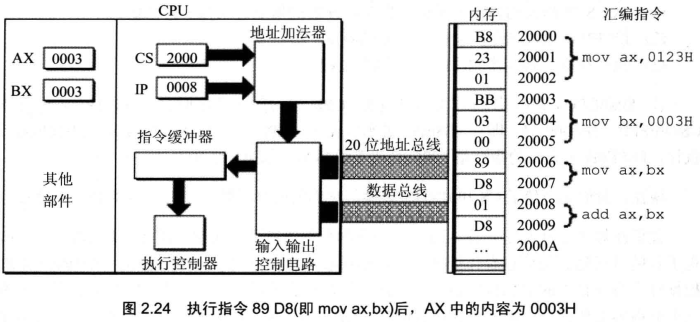 CPU
内存
汇编指令
地址加法器
AX 0003
BX 0003
CS 2000
IP 0008
指令缓冲器
其他
部件
执行控制器
输入输出
控制电路
20 位地址总线
数据总线
B8 20000
23 20001
01 20002
mov ax,0123H
BB 20003
03 20004
00 20005
mov bx,0003H
89 20006
D8 20007
mov ax,bx
01 20008
D8 20009
add ax,bx
… 2000A
图 2.24 执行指令 89 D8(即 mov ax,bx)后，AX 中的内容为 0003H